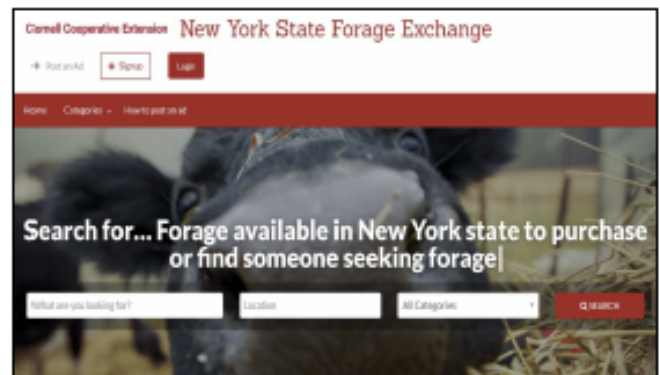 Cornell Cooperative Extension New York State Forage Exchange
Post an Ad Signup Login
Home Categories How to post an ad
Search for... Forage available in New York state to purchase
or find someone seeking forage
What are you looking for? Location All Categories SEARCH